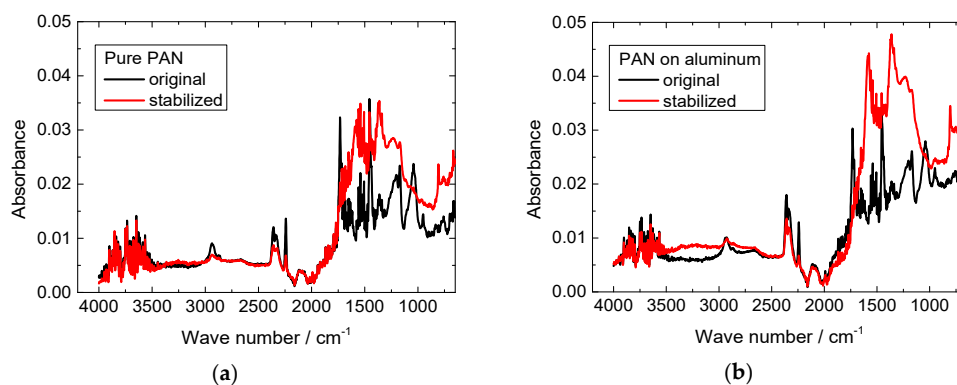 Pure PAN
original
stabilized
0.05
0.04
0.03
0.02
0.01
0.00
Absorbance
4000 3500 3000 2500 2000 1500 1000
Wave number / cm-1
(a)
PAN on aluminum
original
stabilized
0.05
0.04
0.03
0.02
0.01
0.00
Absorbance
4000 3500 3000 2500 2000 1500 1000
Wave number / cm-1
(b)